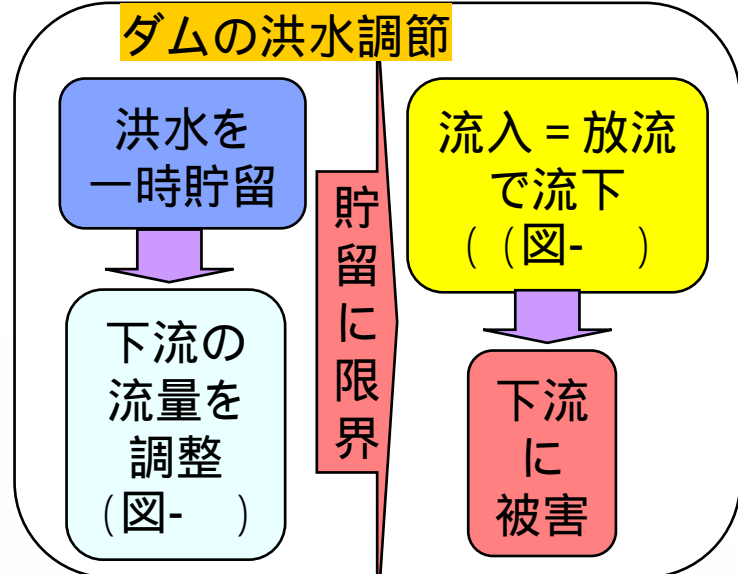 ダムの洪水調節
洪水を
一時貯留
下流の
流量を
調整
(図-　)
貯留に限界
流入 = 放流
で流下
( (図-　)
下流
に
被害